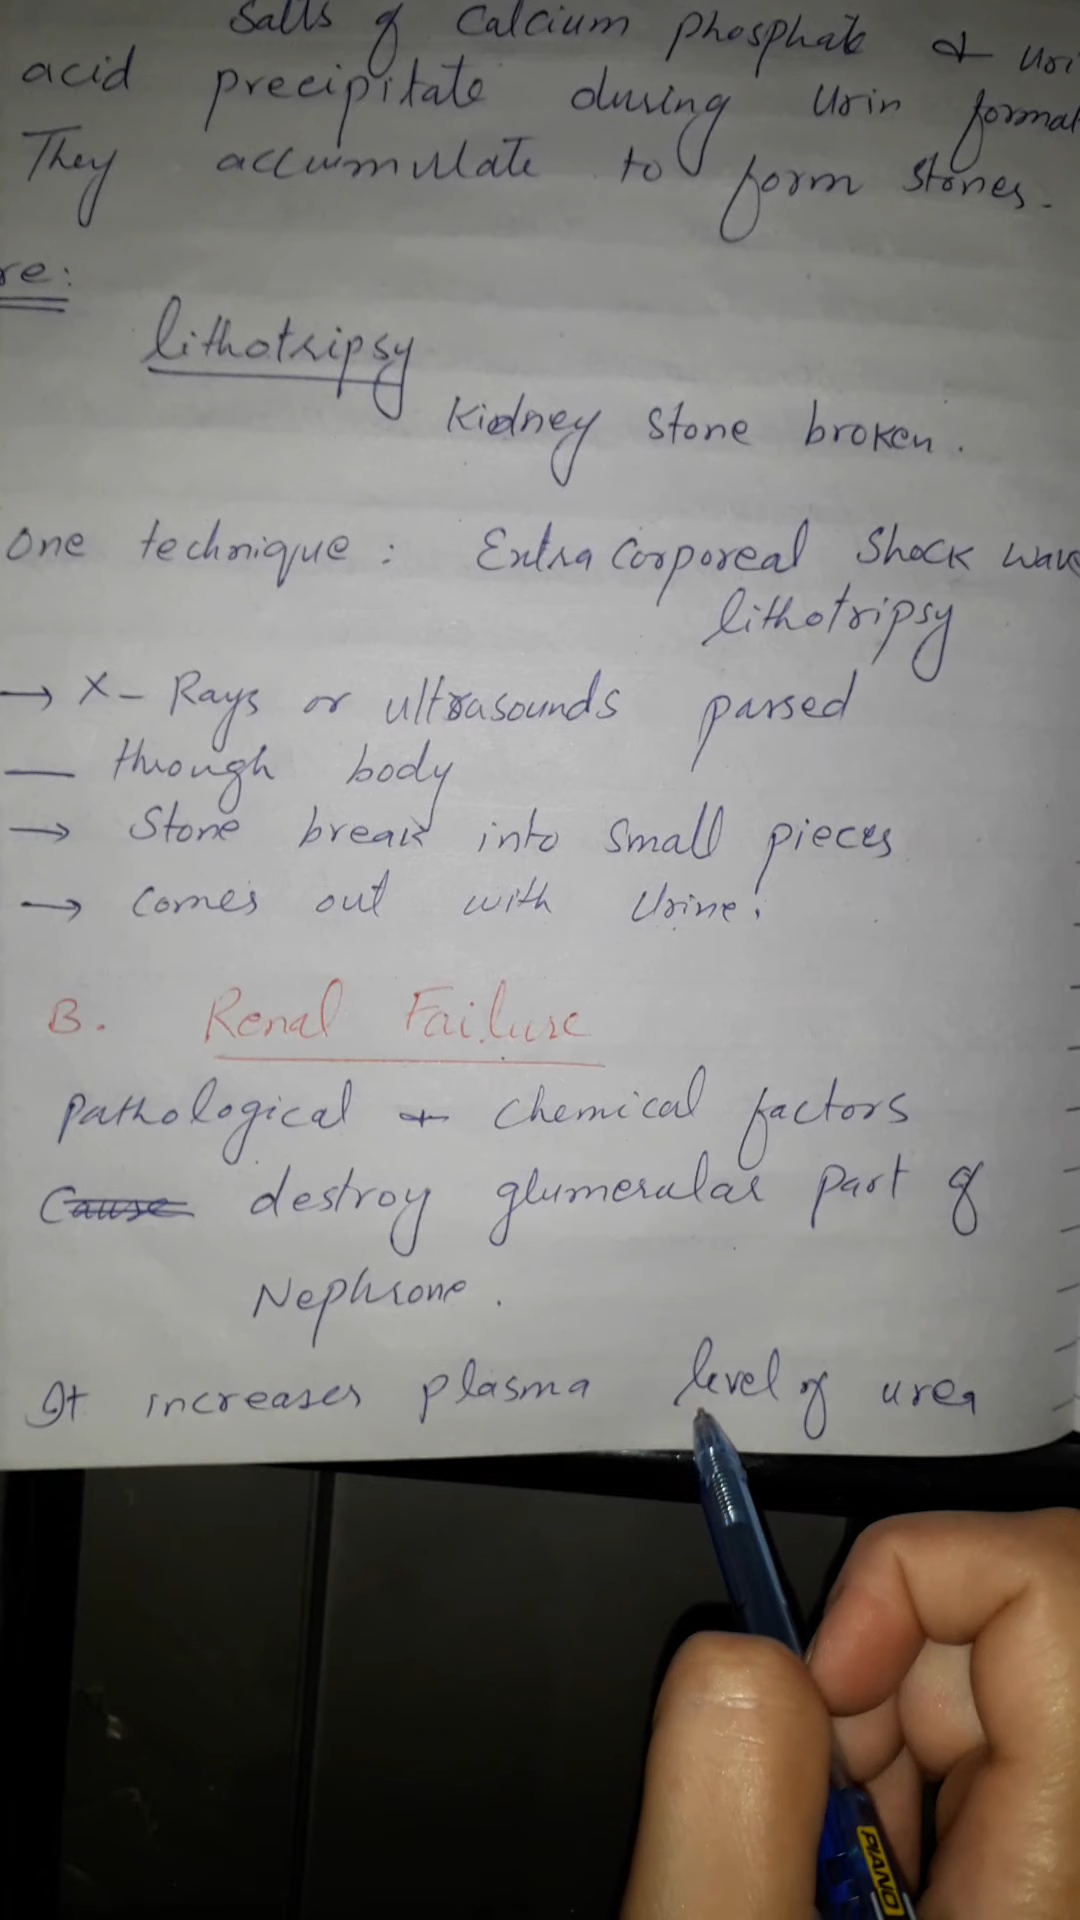 Salts of Calcium phosphate & uri
acid precipitate during Urin format
They accumulate to form stones.
re:
lithotripsy
Kidney Stone broken.
One technique: Extra Corporeal Shock wave
lithotripsy
→ X-Rays or ultrasounds passed
— through body
→ Stone break into Small pieces
→ Comes out with Urine.
B. Renal Failure
pathological & Chemical factors
Cause destroy glumerular part of
Nephrone.
It increases plasma level of urea
PIANO